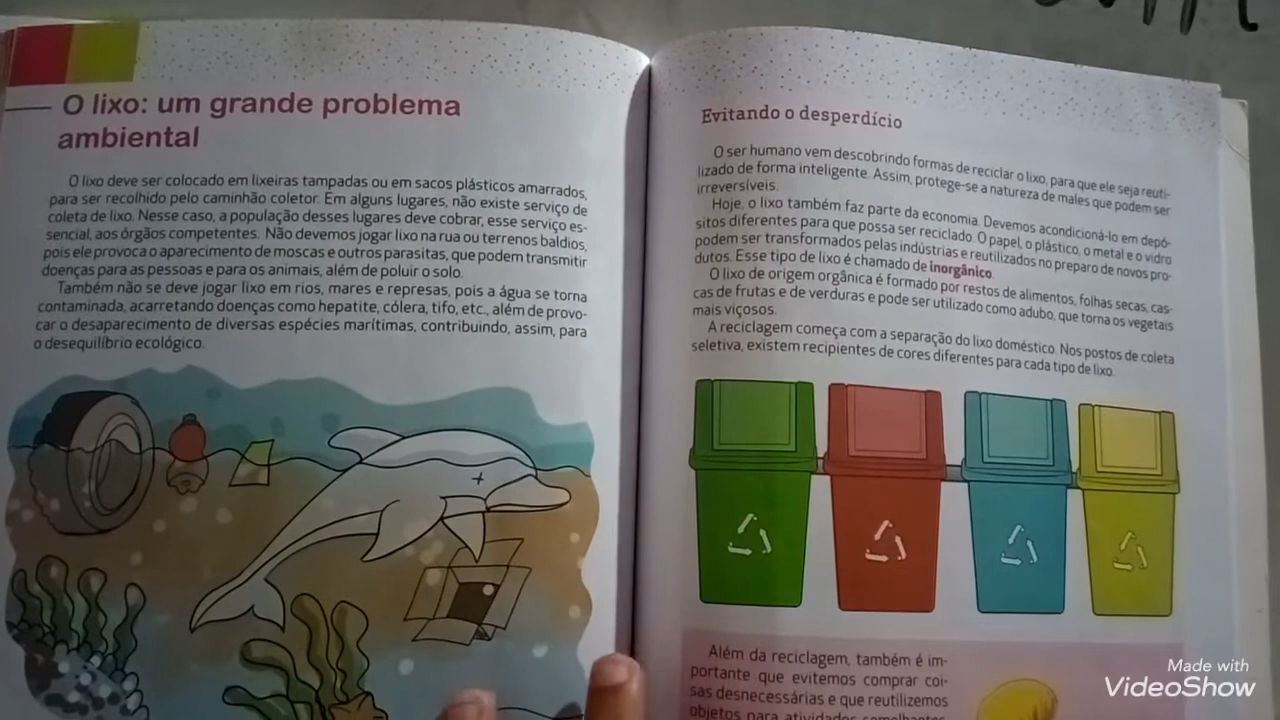 O lixo: um grande problema
ambiental
O lixo deve ser colocado em lixeiras tampadas ou em sacos plásticos amarrados,
para ser recolhido pelo caminhão coletor. Em alguns lugares, não existe serviço de
coleta de lixo. Nesse caso, a população desses lugares deve cobrar, esse serviço es-
sencial, aos órgãos competentes. Não devemos jogar lixo na rua ou terrenos baldios,
pois ele provoca o aparecimento de moscas e outros parasitas, que podem transmitir
doenças para as pessoas e para os animais, além de poluir o solo.
Também não se deve jogar lixo em rios, mares e represas, pois a água se torna
contaminada, acarretando doenças como hepatite, cólera, tifo, etc., além de provo-
car o desaparecimento de diversas espécies marítimas, contribuindo, assim, para
o desequilíbrio ecológico.
Evitando o desperdício
O ser humano vem descobrindo formas de reciclar o lixo, para que ele seja reuti-
lizado de forma inteligente. Assim, protege-se a natureza de males que podem ser
irreversíveis.
Hoje, o lixo também faz parte da economia. Devemos acondicioná-lo em depó-
sitos diferentes para que possa ser reciclado. O papel, o plástico, o metal e o vidro
podem ser transformados pelas indústrias e reutilizados no preparo de novos pro-
dutos. Esse tipo de lixo é chamado de inorgânico.
O lixo de origem orgânica é formado por restos de alimentos, folhas secas, cas-
cas de frutas e de verduras e pode ser utilizado como adubo, que torna os vegetais
mais viçosos.
A reciclagem começa com a separação do lixo doméstico. Nos postos de coleta
seletiva, existem recipientes de cores diferentes para cada tipo de lixo.
Além da reciclagem, também é im-
portante que evitemos comprar coi-
sas desnecessárias e que reutilizemos
objetos para atividades semelhantes
Made with
VideoShow